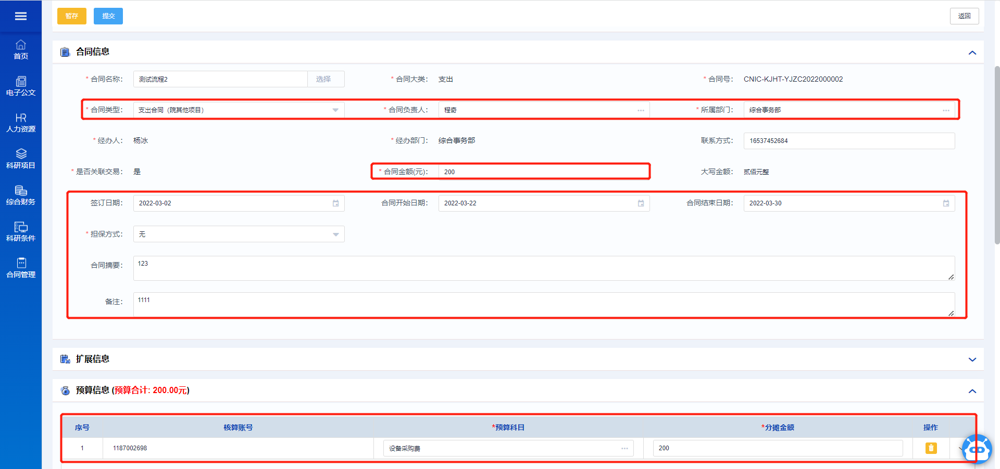 暂存 提交 返回
首页
电子公文
HR
人力资源
科研项目
综合财务
科研条件
合同管理
合同信息
* 合同名称: 测试流程2 选择 * 合同大类: 支出 * 合同号: CNIC-KJHT-YJZC2022000002
* 合同类型: 支出合同（院其他项目） * 合同负责人: 程奇 ... * 所属部门: 综合事务部 ...
* 经办人: 杨冰 * 经办部门: 综合事务部 联系方式: 16537452684
* 是否关联交易: 是 * 合同金额(元): 200 大写金额: 贰佰元整
签订日期: 2022-03-02 合同开始日期: 2022-03-22 合同结束日期: 2022-03-30
* 担保方式: 无
合同摘要: 123
备注: 1111
扩展信息
预算信息 (预算合计: 200.00元)
序号 核算账号 *预算科目 *分摊金额 操作
1 1187002698 设备采购费 ... 200